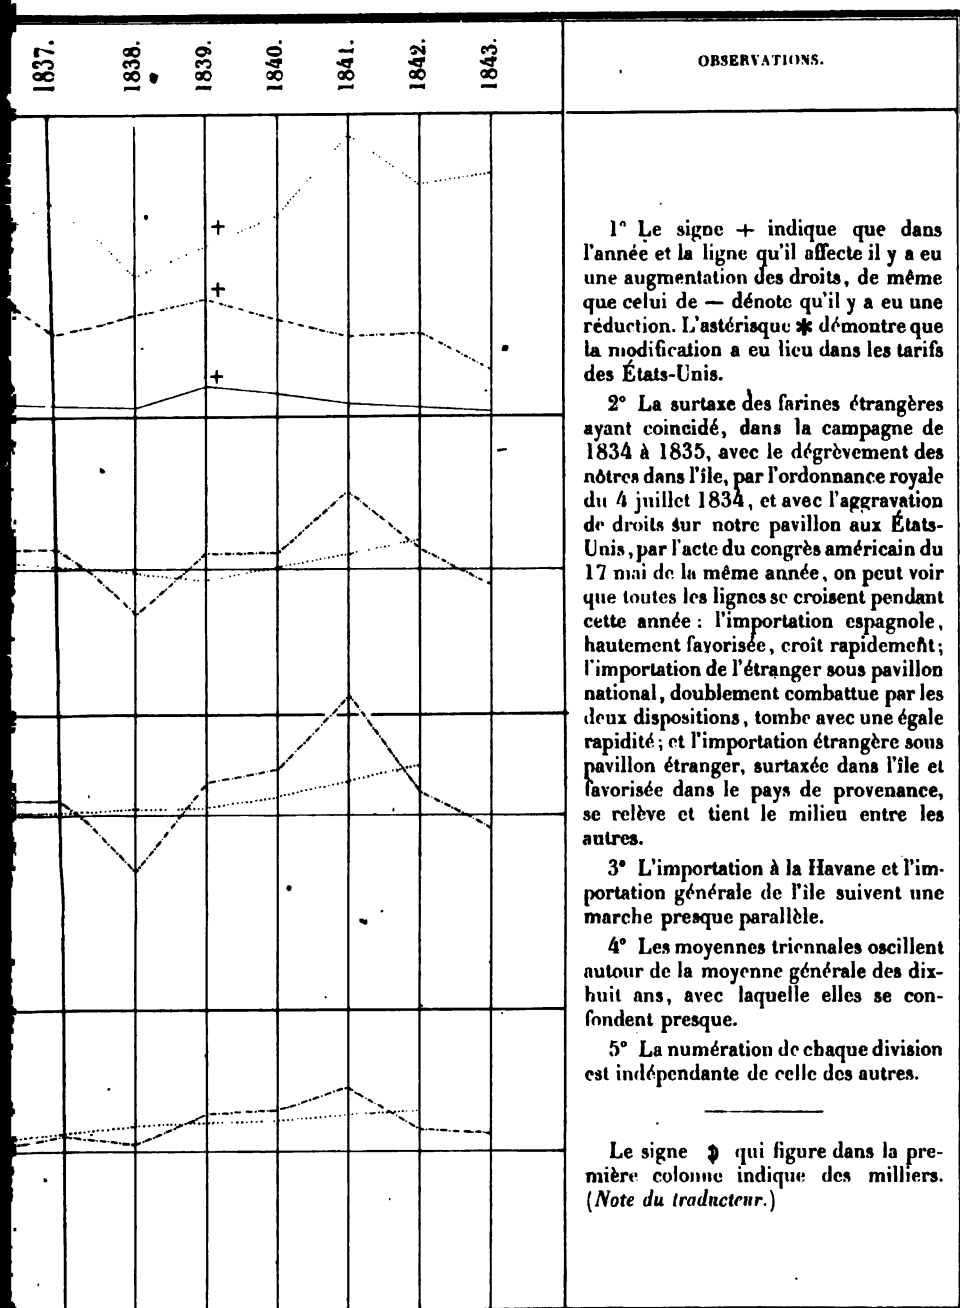 1837.
1838.
1839.
1840.
1841.
1842.
1843.
OBSERVATIONS.
+
+
+
1° Le signe + indique que dans
l'année et la ligne qu'il affecte il y a eu
une augmentation des droits, de même
que celui de — dénote qu'il y a eu une
réduction. L'astérisque ✱ démontre que
la modification a eu lieu dans les tarifs
des États-Unis.
2° La surtaxe des farines étrangères
ayant coincidé, dans la campagne de
1834 à 1835, avec le dégrèvement des
nôtres dans l'île, par l'ordonnance royale
du 4 juillet 1834, et avec l'aggravation
de droits sur notre pavillon aux États-
Unis, par l'acte du congrès américain du
17 mai de la même année, on peut voir
que toutes les lignes se croisent pendant
cette année : l'importation espagnole,
hautement favorisée, croît rapidement;
l'importation de l'étranger sous pavillon
national, doublement combattue par les
deux dispositions, tombe avec une égale
rapidité; et l'importation étrangère sous
pavillon étranger, surtaxée dans l'île et
favorisée dans le pays de provenance,
se relève et tient le milieu entre les
autres.
3° L'importation à la Havane et l'im-
portation générale de l'île suivent une
marche presque parallèle.
4° Les moyennes triennales oscillent
autour de la moyenne générale des dix-
huit ans, avec laquelle elles se con-
fondent presque.
5° La numération de chaque division
est indépendante de celle des autres.
Le signe qui figure dans la pre-
mière colonne indique des milliers.
(Note du traducteur.)